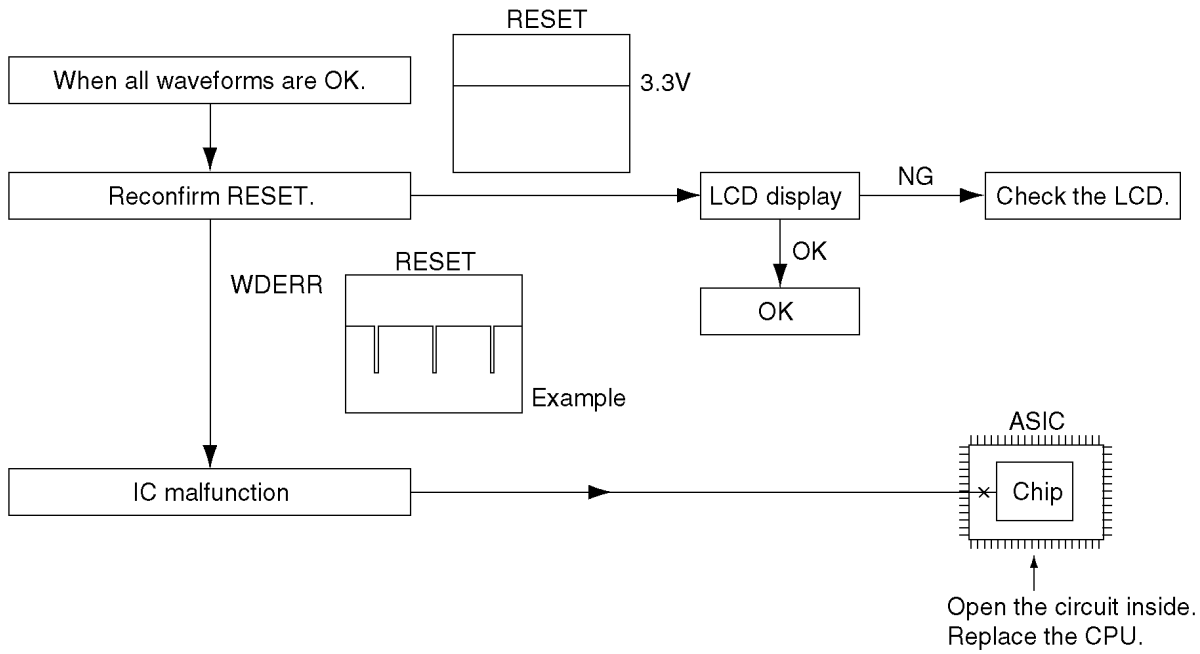 RESET
When all waveforms are OK.
3.3V
Reconfirm RESET.
LCD display
NG
Check the LCD.
OK
OK
WDERR
RESET
Example
ASIC
IC malfunction
Chip
Open the circuit inside.
Replace the CPU.